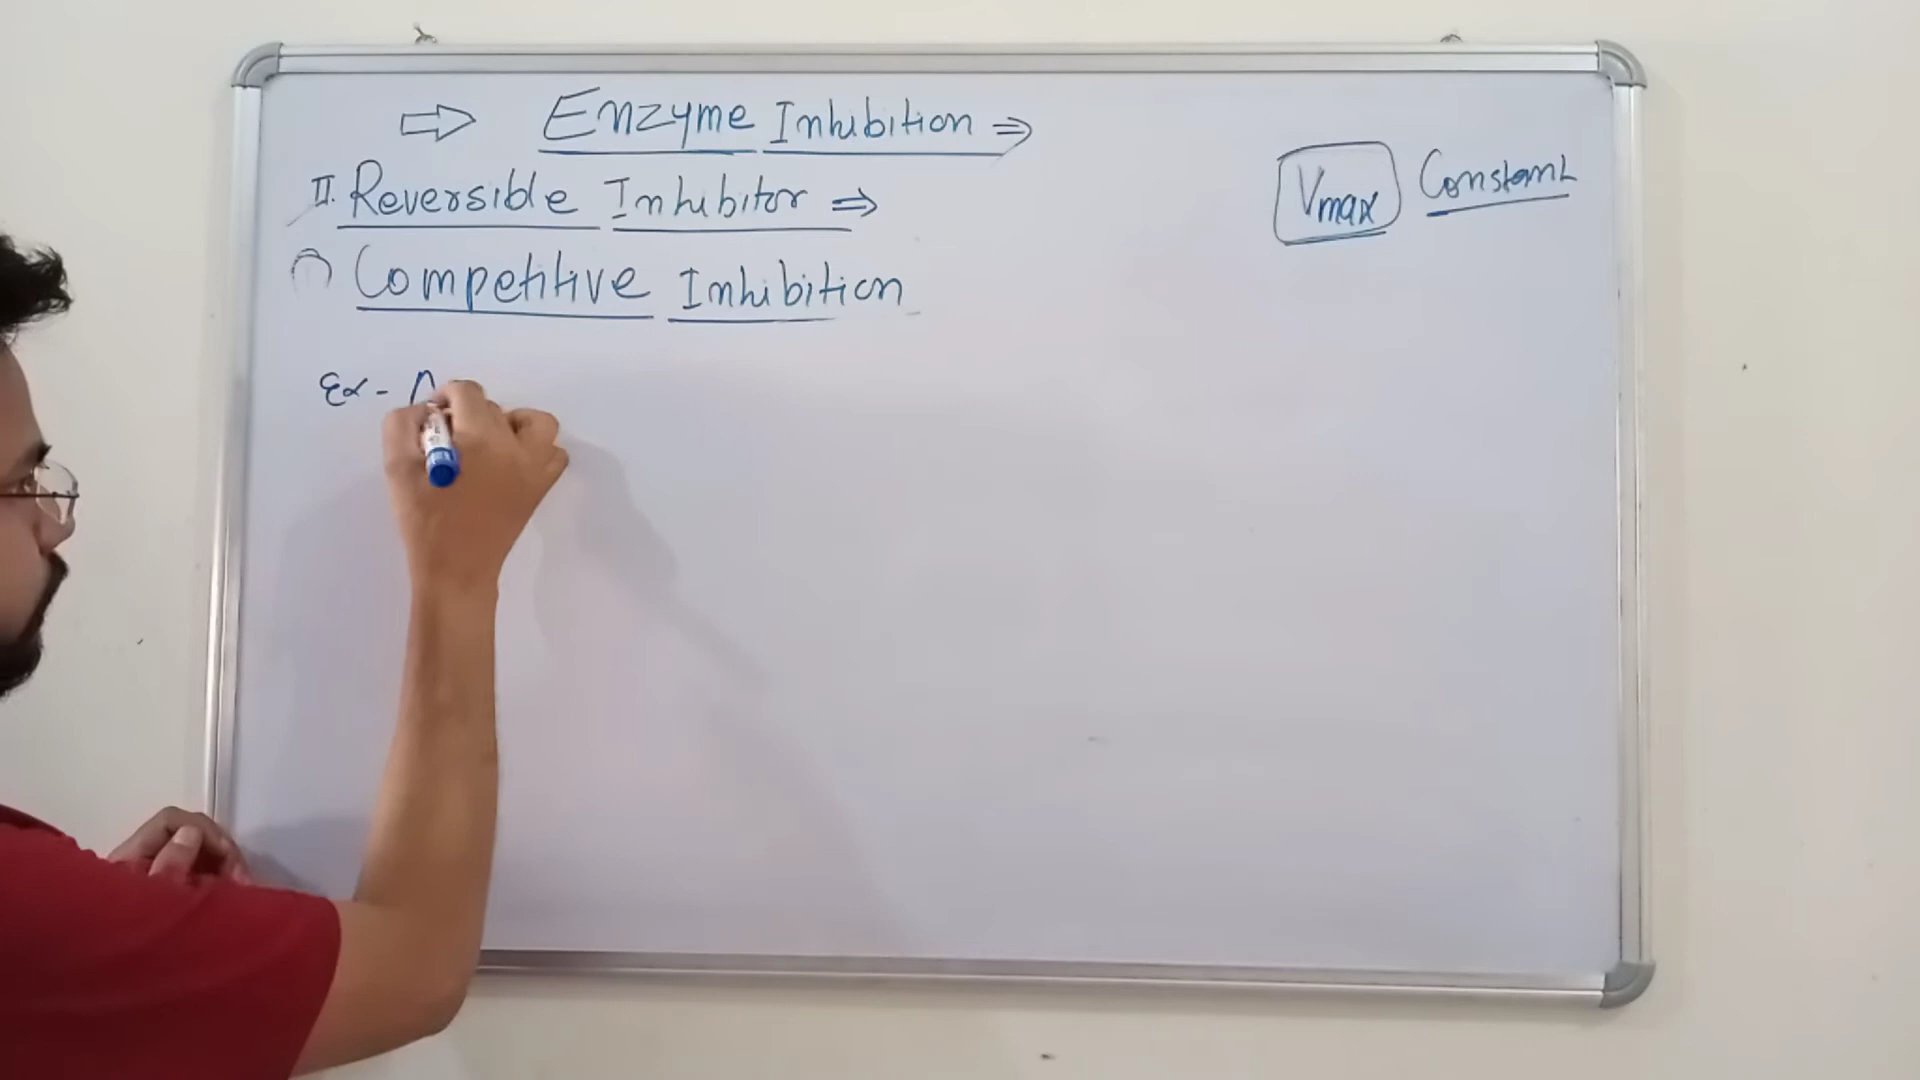 ⇨ Enzyme Inhibition ⇒
II. Reversible Inhibitor ⇒
Competitive Inhibition
Vmax Constant
Ex -